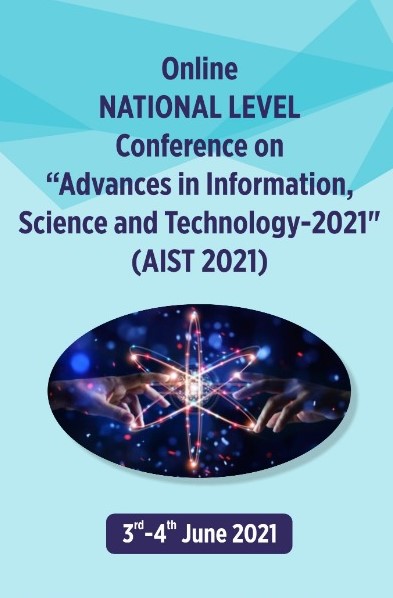 Online
NATIONAL LEVEL
Conference on
“Advances in Information,
Science and Technology-2021"
(AIST 2021)
3rd-4th June 2021